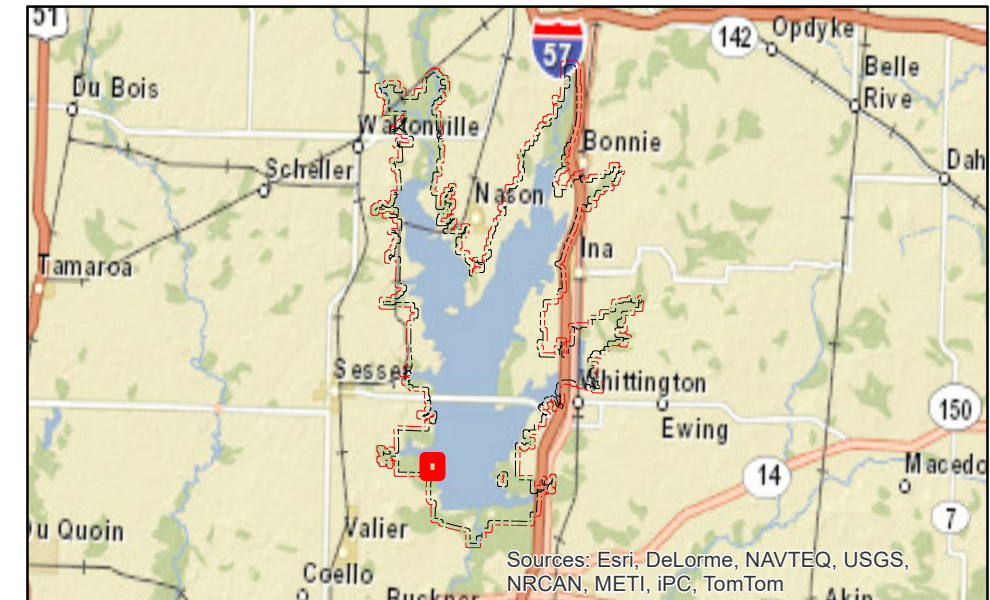 51
57
142
Opdyke
Du Bois
Belle
Rive
Waltonville
Bonnie
Scheller
Dah
Nason
Ina
Tamaroa
Sesser
Whittington
150
Ewing
14
Macedo
7
u Quoin
Valier
Sources: Esri, DeLorme, NAVTEQ, USGS,
NRCAN, METI, iPC, TomTom
Coello
Buckner
Akin